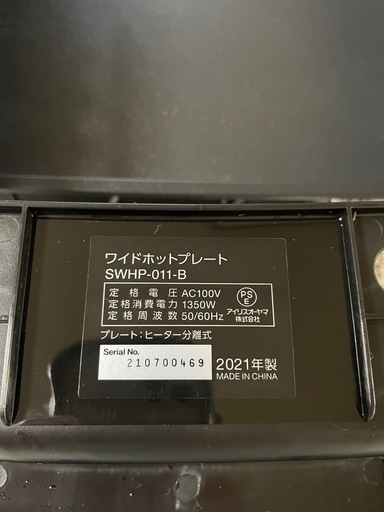 ワイドホットプレート
SWHP-011-B
定格電圧 AC100V
定格消費電力 1350W
定格周波数 50/60Hz
PS
E
アイリスオーヤマ
株式会社
プレート:ヒーター分離式
Serial No.
210700469
2021年製
MADE IN CHINA